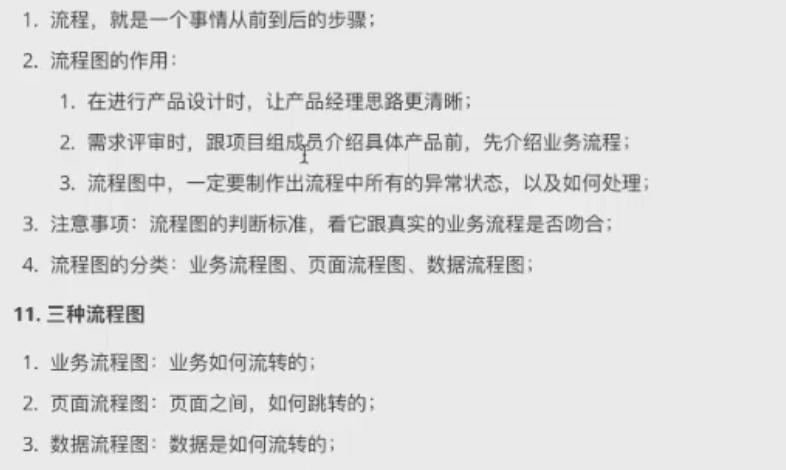 1. 流程，就是一个事情从前到后的步骤；
2. 流程图的作用：
1. 在进行产品设计时，让产品经理思路更清晰；
2. 需求评审时，跟项目组成员介绍具体产品前，先介绍业务流程；
3. 流程图中，一定要制作出流程中所有的异常状态，以及如何处理；
3. 注意事项：流程图的判断标准，看它跟真实的业务流程是否吻合；
4. 流程图的分类：业务流程图、页面流程图、数据流程图；
11. 三种流程图
1. 业务流程图：业务如何流转的；
2. 页面流程图：页面之间，如何跳转的；
3. 数据流程图：数据是如何流转的；